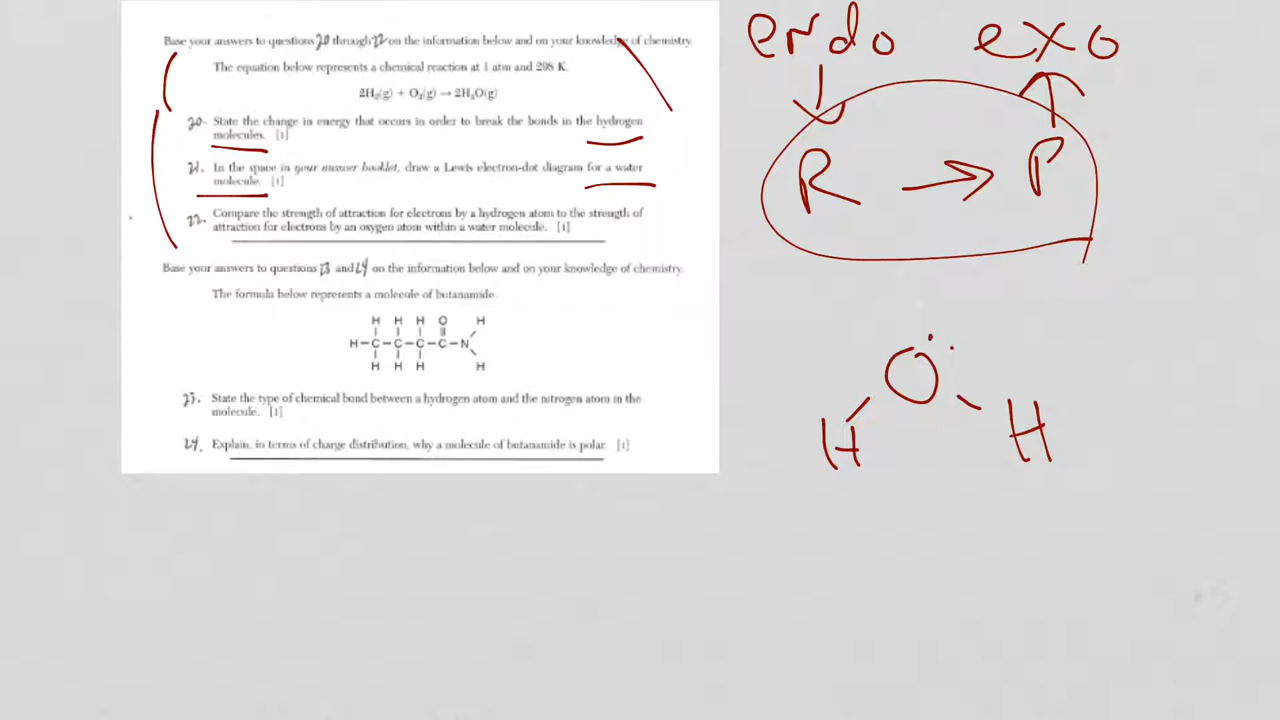 Base your answers to questions 20 through 22 on the information below and on your knowledge of chemistry.
The equation below represents a chemical reaction at 1 atm and 298 K.
2H₂(g) + O₂(g) → 2H₂O(g)
20. State the change in energy that occurs in order to break the bonds in the hydrogen
molecules. [1]
21. In the space in your answer booklet, draw a Lewis electron-dot diagram for a water
molecule. [1]
22. Compare the strength of attraction for electrons by a hydrogen atom to the strength of
attraction for electrons by an oxygen atom within a water molecule. [1]
Base your answers to questions 23 and 24 on the information below and on your knowledge of chemistry.
The formula below represents a molecule of butanamide.
H H H O H
H-C-C-C-C-N
H H H H
23. State the type of chemical bond between a hydrogen atom and the nitrogen atom in the
molecule. [1]
24. Explain, in terms of charge distribution, why a molecule of butanamide is polar. [1]
endo exo
R → P
O
H H